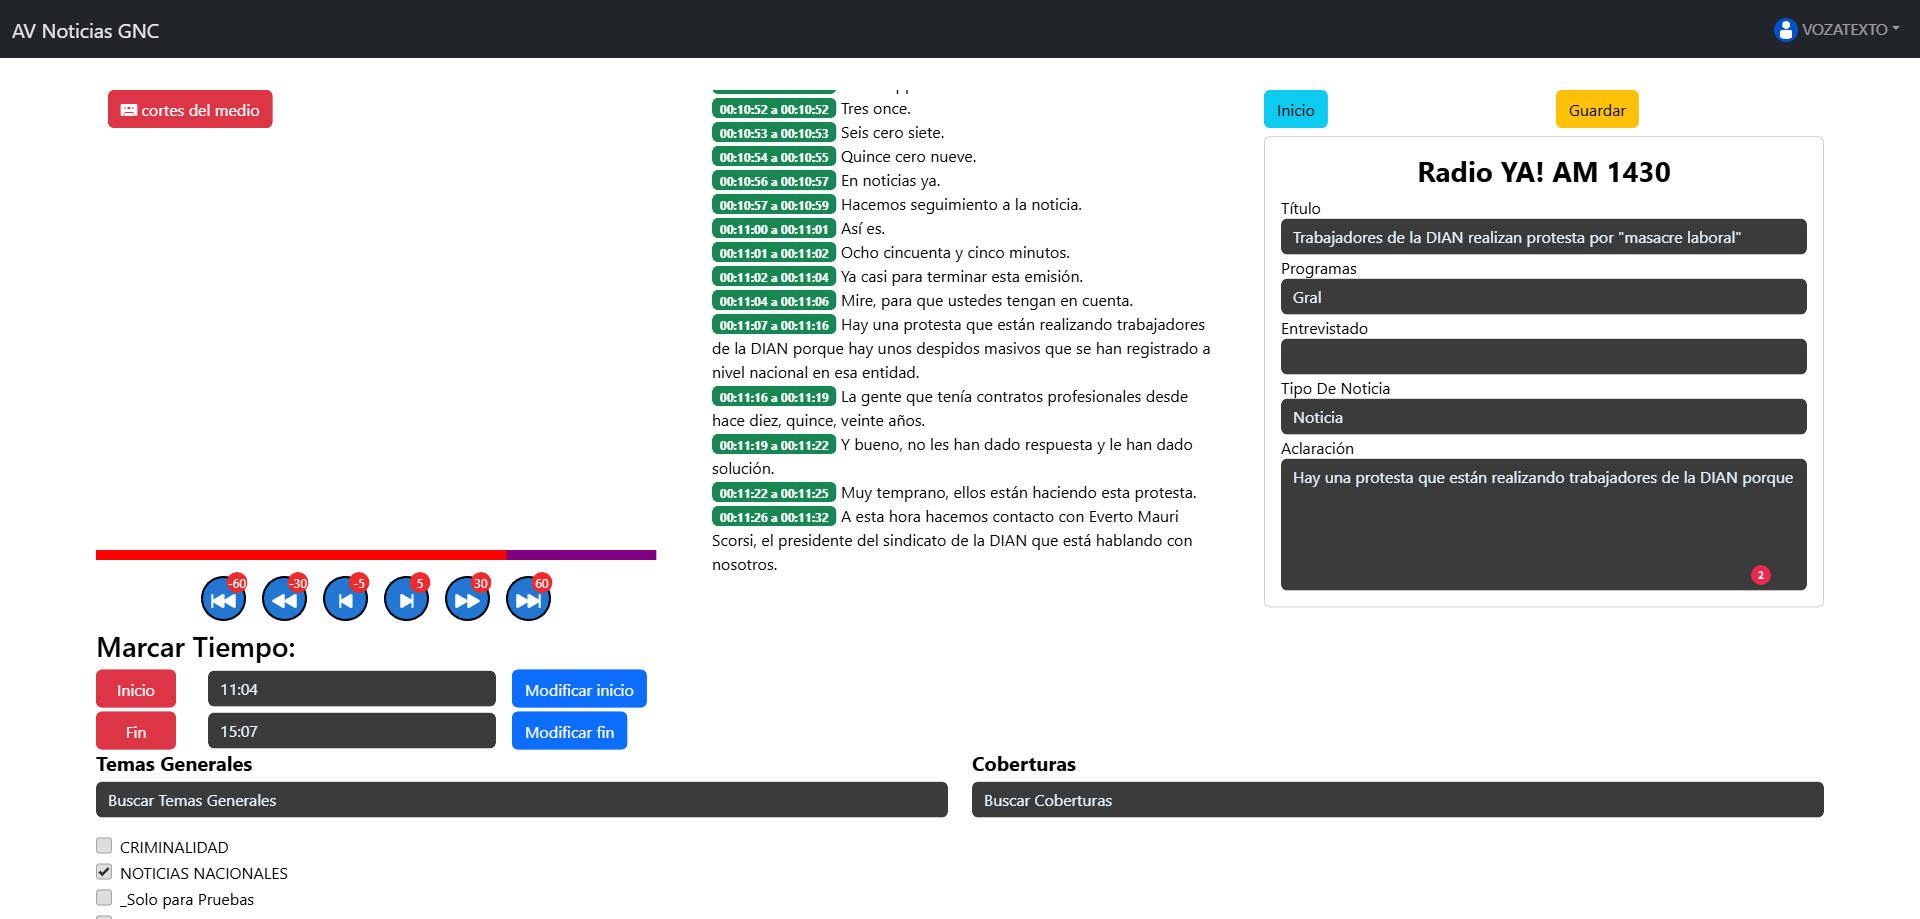 AV Noticias GNC
VOZATEXTO
cortes del medio
00:10:52 a 00:10:52 Tres once.
00:10:53 a 00:10:53 Seis cero siete.
00:10:54 a 00:10:55 Quince cero nueve.
00:10:56 a 00:10:57 En noticias ya.
00:10:57 a 00:10:59 Hacemos seguimiento a la noticia.
00:11:00 a 00:11:01 Así es.
00:11:01 a 00:11:02 Ocho cincuenta y cinco minutos.
00:11:02 a 00:11:04 Ya casi para terminar esta emisión.
00:11:04 a 00:11:06 Mire, para que ustedes tengan en cuenta.
00:11:07 a 00:11:16 Hay una protesta que están realizando trabajadores
de la DIAN porque hay unos despidos masivos que se han registrado a
nivel nacional en esa entidad.
00:11:16 a 00:11:19 La gente que tenía contratos profesionales desde
hace diez, quince, veinte años.
00:11:19 a 00:11:22 Y bueno, no les han dado respuesta y le han dado
solución.
00:11:22 a 00:11:25 Muy temprano, ellos están haciendo esta protesta.
00:11:26 a 00:11:32 A esta hora hacemos contacto con Everto Mauri
Scorsi, el presidente del sindicato de la DIAN que está hablando con
nosotros.
Inicio
Guardar
Radio YA! AM 1430
Título
Trabajadores de la DIAN realizan protesta por "masacre laboral"
Programas
Gral
Entrevistado
Tipo De Noticia
Noticia
Aclaración
Hay una protesta que están realizando trabajadores de la DIAN porque
2
-60 -30 -5 5 30 60
Marcar Tiempo:
Inicio 11:04 Modificar inicio
Fin 15:07 Modificar fin
Temas Generales
Buscar Temas Generales
CRIMINALIDAD
NOTICIAS NACIONALES
_Solo para Pruebas
Coberturas
Buscar Coberturas